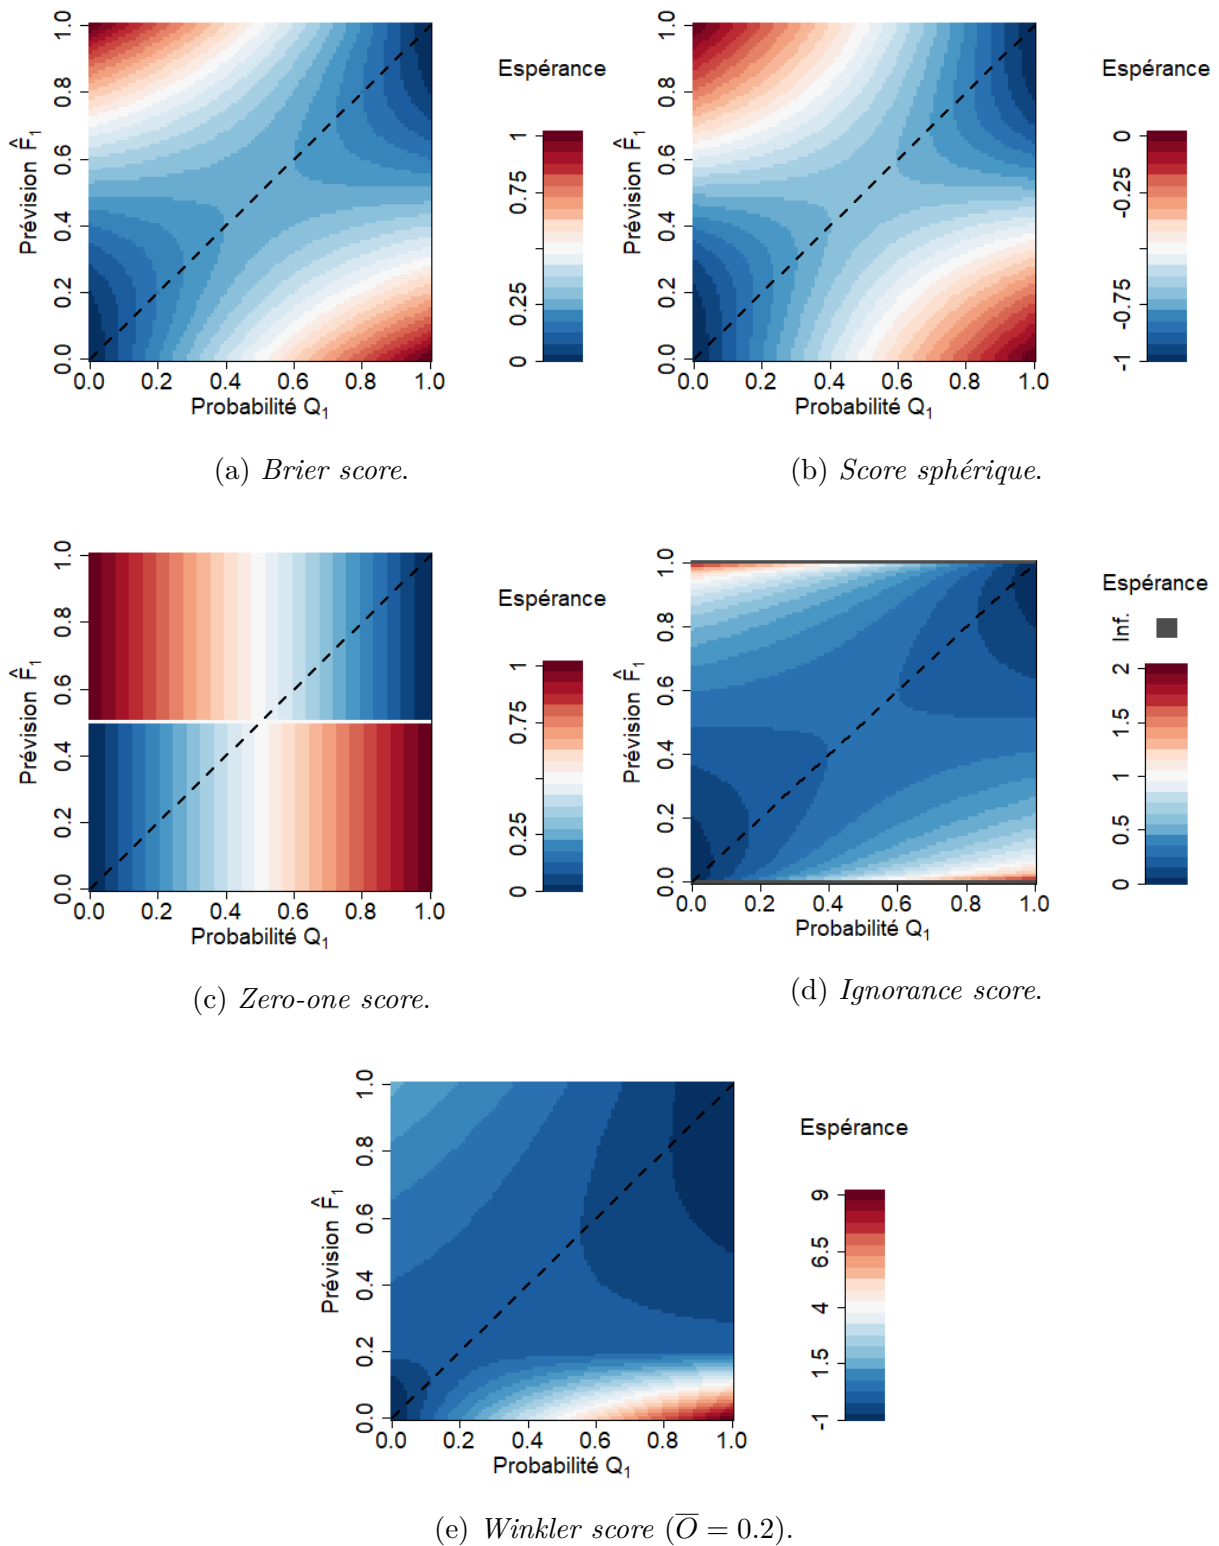 Prévision F̂₁
1.0
0.8
0.6
0.4
0.2
0.0
0.0 0.2 0.4 0.6 0.8 1.0
Probabilité Q₁
Espérance
1
0.75
0.25
0
(a) Brier score.
Prévision F̂₁
1.0
0.8
0.6
0.4
0.2
0.0
0.0 0.2 0.4 0.6 0.8 1.0
Probabilité Q₁
Espérance
0
-0.25
-0.75
-1
(b) Score sphérique.
Prévision F̂₁
1.0
0.8
0.6
0.4
0.2
0.0
0.0 0.2 0.4 0.6 0.8 1.0
Probabilité Q₁
Espérance
1
0.75
0.25
0
(c) Zero-one score.
Prévision F̂₁
1.0
0.8
0.6
0.4
0.2
0.0
0.0 0.2 0.4 0.6 0.8 1.0
Probabilité Q₁
Espérance
Inf.
2
1.5
1
0.5
0
(d) Ignorance score.
Prévision F̂₁
1.0
0.8
0.6
0.4
0.2
0.0
0.0 0.2 0.4 0.6 0.8 1.0
Probabilité Q₁
Espérance
9
6.5
4
1.5
-1
(e) Winkler score (O̅ = 0.2).